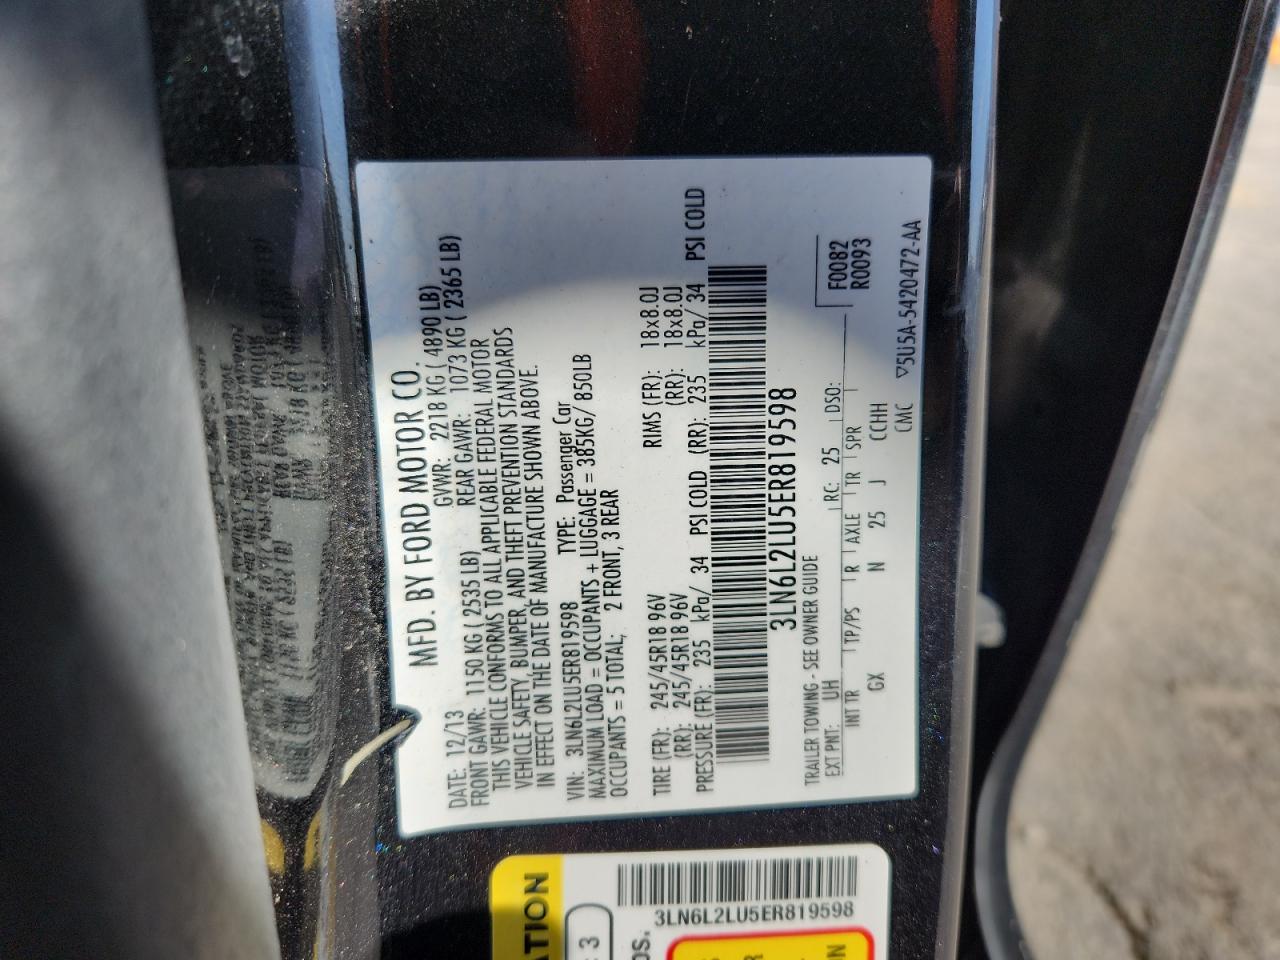 MFD. BY FORD MOTOR CO.
DATE: 12/13 GVWR: 2218 KG ( 4890 LB)
FRONT GAWR: 1150 KG ( 2535 LB) REAR GAWR: 1073 KG ( 2365 LB)
THIS VEHICLE CONFORMS TO ALL APPLICABLE FEDERAL MOTOR
VEHICLE SAFETY, BUMPER, AND THEFT PREVENTION STANDARDS
IN EFFECT ON THE DATE OF MANUFACTURE SHOWN ABOVE.
VIN: 3LN6L2LU5ER819598 TYPE: Passenger Car
MAXIMUM LOAD = OCCUPANTS + LUGGAGE = 385KG/ 850LB
OCCUPANTS = 5 TOTAL, 2 FRONT, 3 REAR
TIRE (FR): 245/45R18 96V RIMS (FR): 18x8.0J
(RR): 245/45R18 96V (RR): 18x8.0J
PRESSURE (FR): 235 kPa/ 34 PSI COLD (RR): 235 kPa/ 34 PSI COLD
3LN6L2LU5ER819598
TRAILER TOWING - SEE OWNER GUIDE F0082
EXT PNT: UH RC: 25 DSO: R0093
INT TR TP/PS R AXLE TR SPR
GX N 25 J CCHH
CMC ▽5U5A-5420472-AA
ATION
3
3LN6L2LU5ER819598
OS.